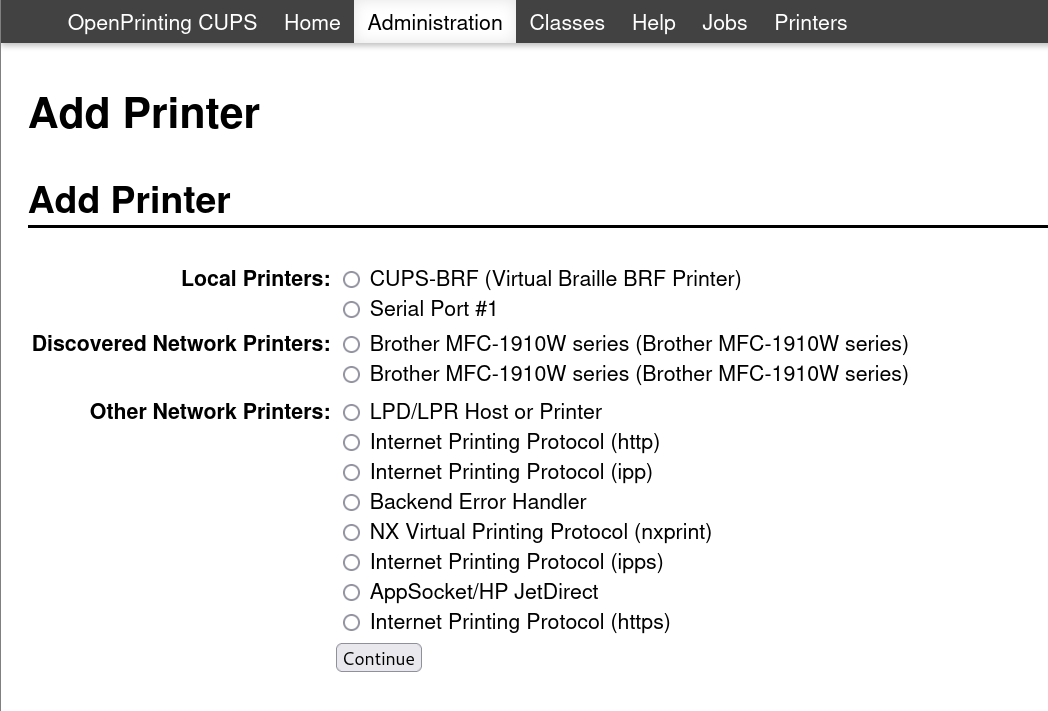 OpenPrinting CUPS Home Administration Classes Help Jobs Printers
Add Printer
Add Printer
Local Printers: CUPS-BRF (Virtual Braille BRF Printer)
Serial Port #1
Discovered Network Printers: Brother MFC-1910W series (Brother MFC-1910W series)
Brother MFC-1910W series (Brother MFC-1910W series)
Other Network Printers: LPD/LPR Host or Printer
Internet Printing Protocol (http)
Internet Printing Protocol (ipp)
Backend Error Handler
NX Virtual Printing Protocol (nxprint)
Internet Printing Protocol (ipps)
AppSocket/HP JetDirect
Internet Printing Protocol (https)
Continue